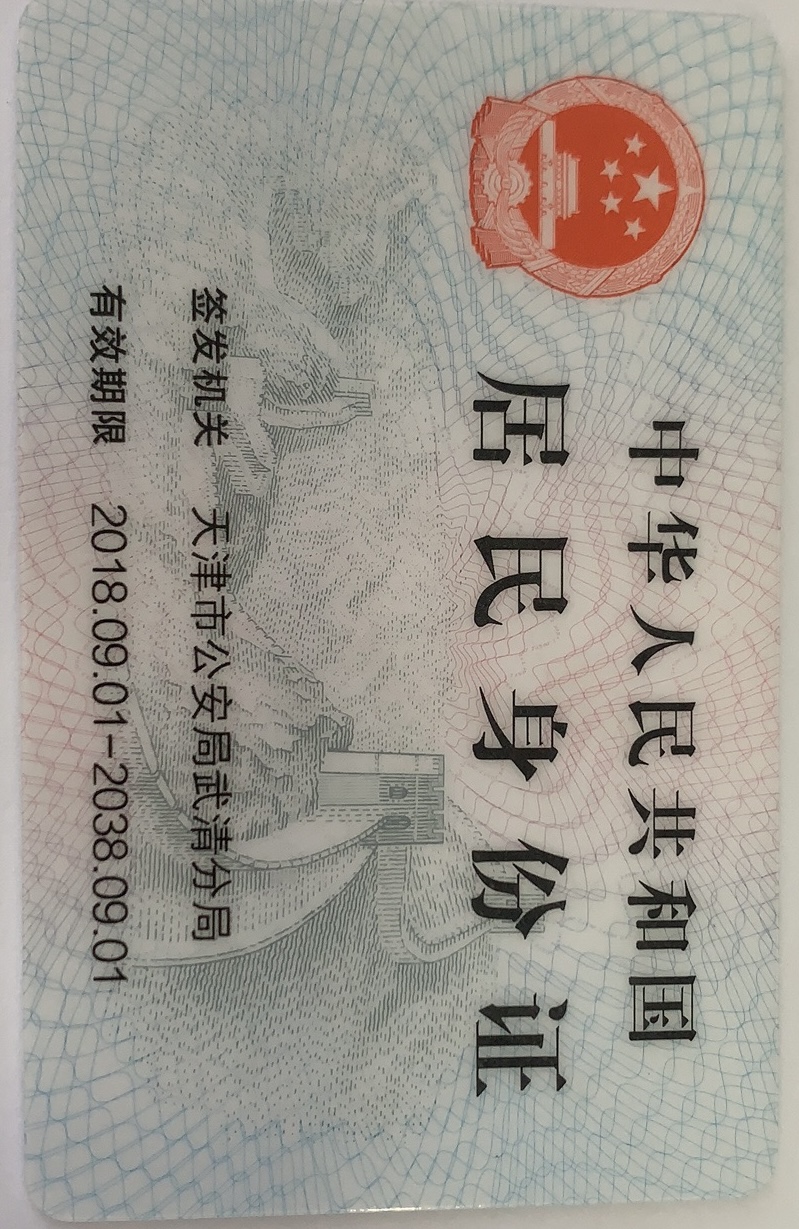 中华人民共和国
居民身份证
签发机关 天津市公安局武清分局
有效期限 2018.09.01-2038.09.01